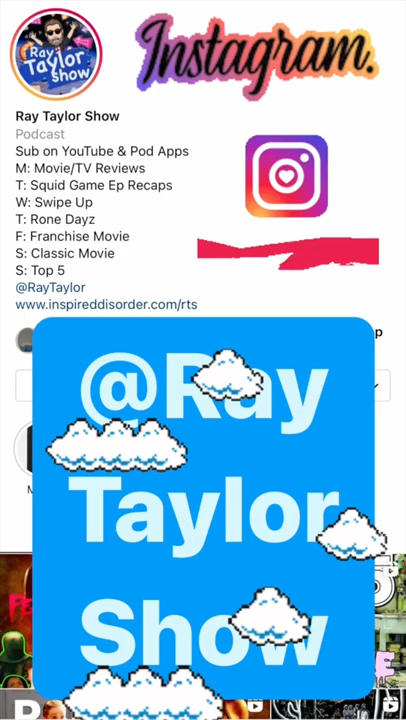 Ray
Taylor
Show
Instagram.
Ray Taylor Show
Podcast
Sub on YouTube & Pod Apps
M: Movie/TV Reviews
T: Squid Game Ep Recaps
W: Swipe Up
T: Rone Dayz
F: Franchise Movie
S: Classic Movie
S: Top 5
@RayTaylor
www.inspireddisorder.com/rts
@Ray
Taylor
Show